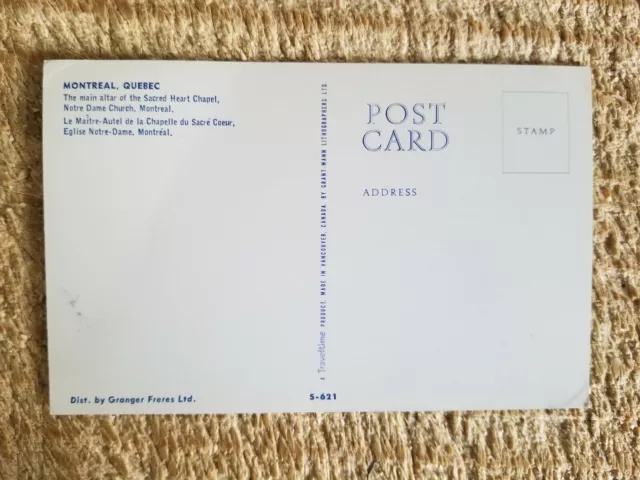 MONTREAL, QUEBEC
The main altar of the Sacred Heart Chapel,
Notre Dame Church, Montreal.
Le Maître-Autel de la Chapelle du Sacré Coeur,
Eglise Notre-Dame, Montréal.
Dist. by Granger Freres Ltd.
A Traveltime PRODUCT, MADE IN VANCOUVER, CANADA, BY GRANT-MANN LITHOGRAPHERS LTD.
S-621
POST
CARD
ADDRESS
STAMP